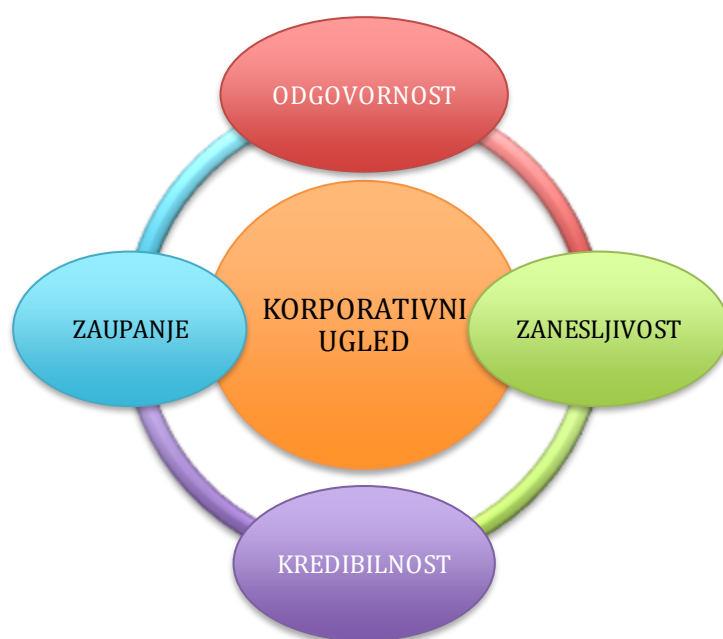 ODGOVORNOST
ZAUPANJE
KORPORATIVNI
UGLED
ZANESLJIVOST
KREDIBILNOST